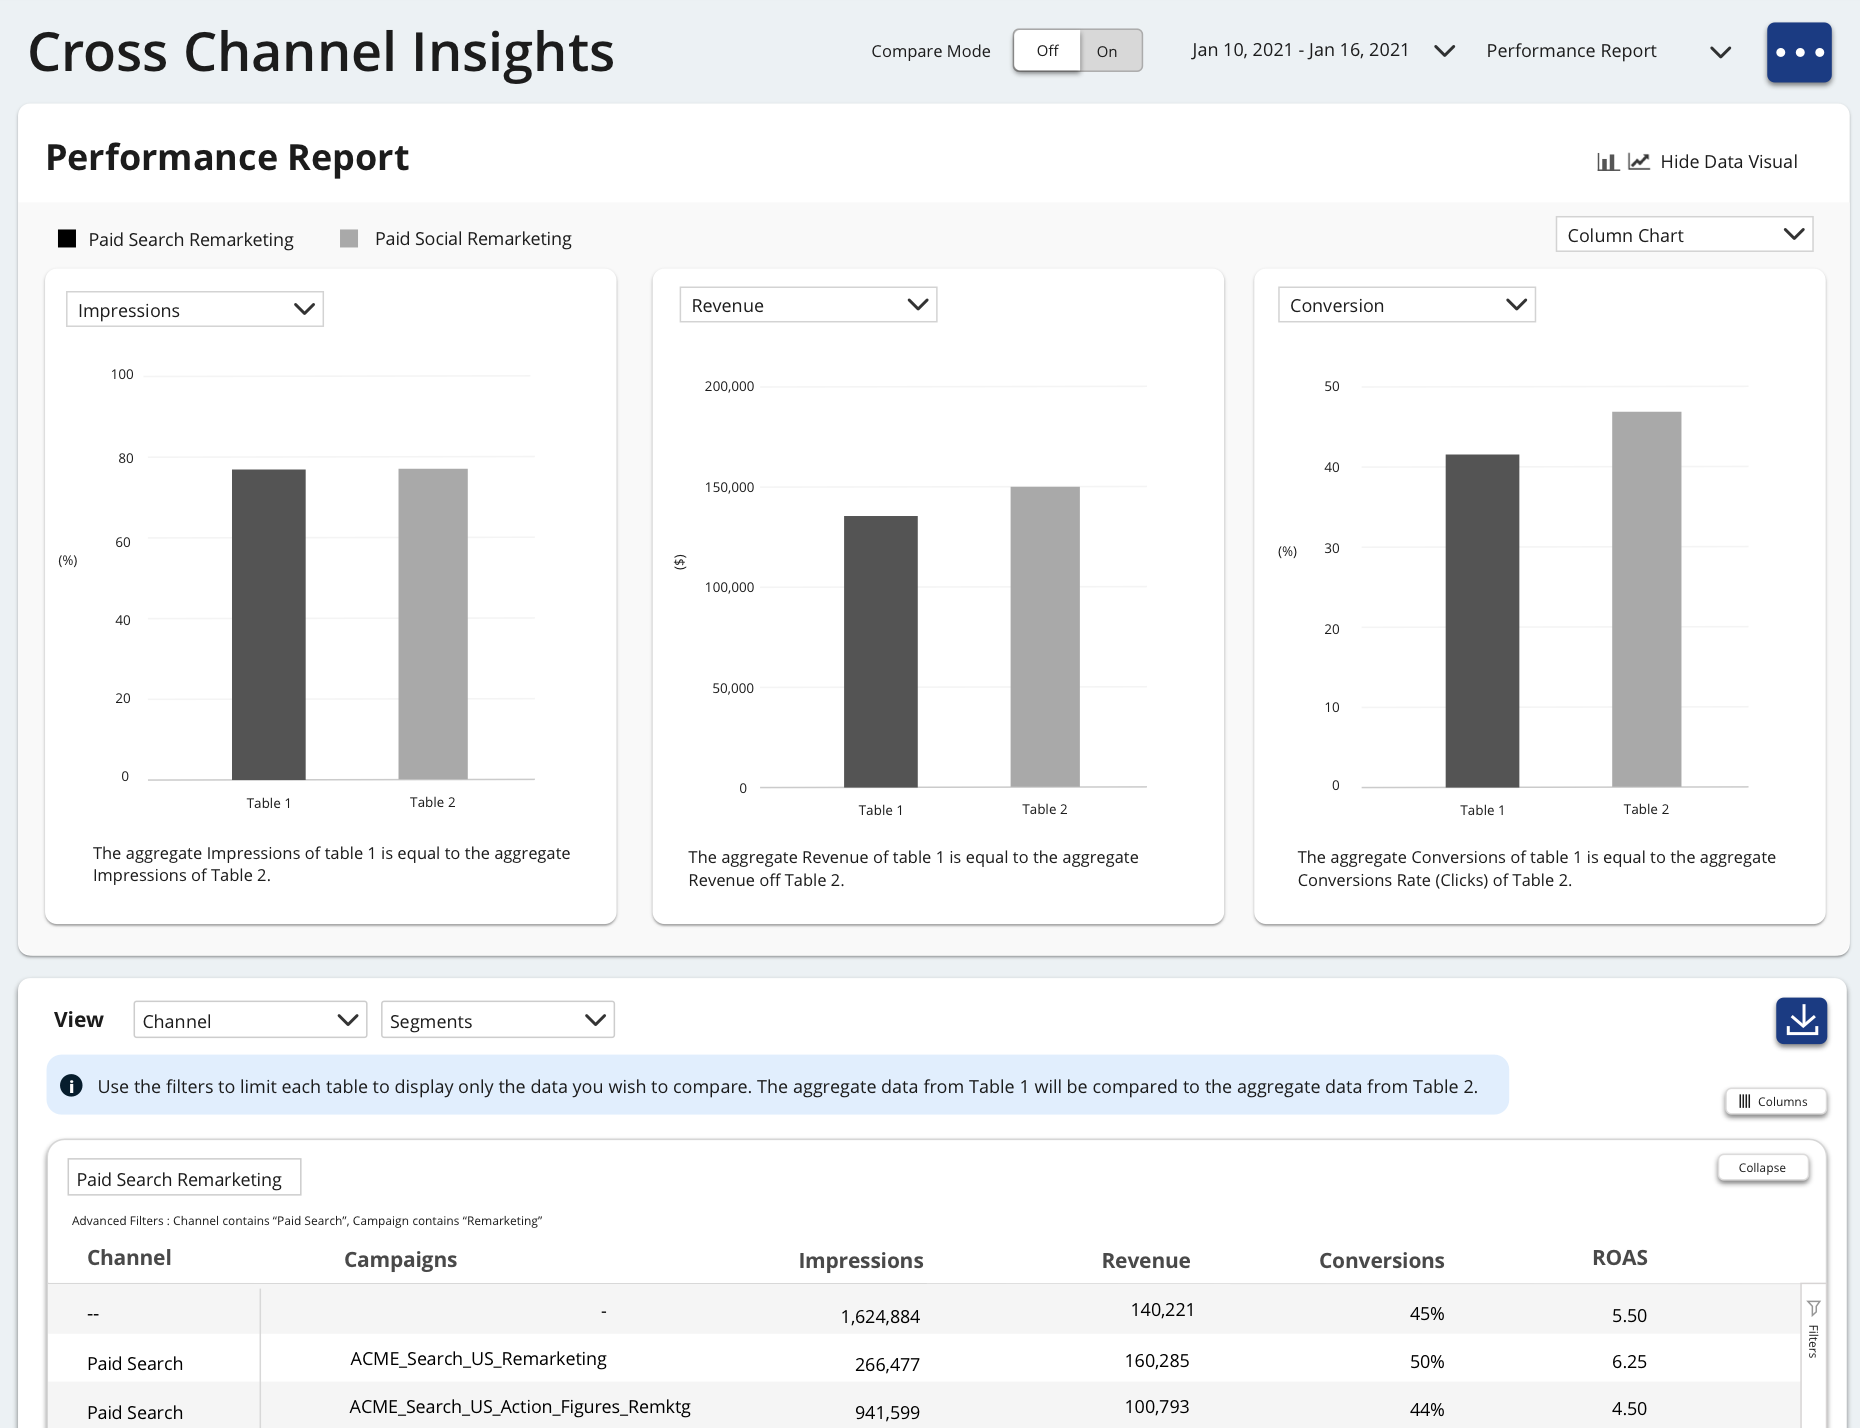 Cross Channel Insights
Compare Mode Off On Jan 10, 2021 - Jan 16, 2021 Performance Report
Performance Report
Hide Data Visual
Paid Search Remarketing Paid Social Remarketing
Column Chart
Impressions
100
80
60
(%)
40
20
0
Table 1 Table 2
The aggregate Impressions of table 1 is equal to the aggregate
Impressions of Table 2.
Revenue
200,000
150,000
($)
100,000
50,000
0
Table 1 Table 2
The aggregate Revenue of table 1 is equal to the aggregate
Revenue off Table 2.
Conversion
50
40
(%) 30
20
10
0
Table 1 Table 2
The aggregate Conversions of table 1 is equal to the aggregate
Conversions Rate (Clicks) of Table 2.
View Channel Segments
Use the filters to limit each table to display only the data you wish to compare. The aggregate data from Table 1 will be compared to the aggregate data from Table 2.
Columns
Paid Search Remarketing
Collapse
Advanced Filters : Channel contains “Paid Search”, Campaign contains “Remarketing”
Channel Campaigns Impressions Revenue Conversions ROAS
-- - 1,624,884 140,221 45% 5.50
Paid Search ACME_Search_US_Remarketing 266,477 160,285 50% 6.25
Paid Search ACME_Search_US_Action_Figures_Remktg 941,599 100,793 44% 4.50
Filters